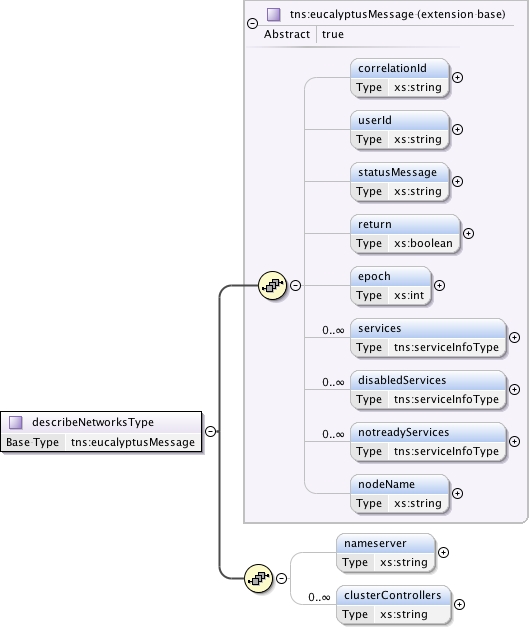 tns:eucalyptusMessage (extension base)
Abstract true
correlationId
Type xs:string
userId
Type xs:string
statusMessage
Type xs:string
return
Type xs:boolean
epoch
Type xs:int
0..∞ services
Type tns:serviceInfoType
0..∞ disabledServices
Type tns:serviceInfoType
0..∞ notreadyServices
Type tns:serviceInfoType
nodeName
Type xs:string
describeNetworksType
Base Type tns:eucalyptusMessage
nameserver
Type xs:string
0..∞ clusterControllers
Type xs:string